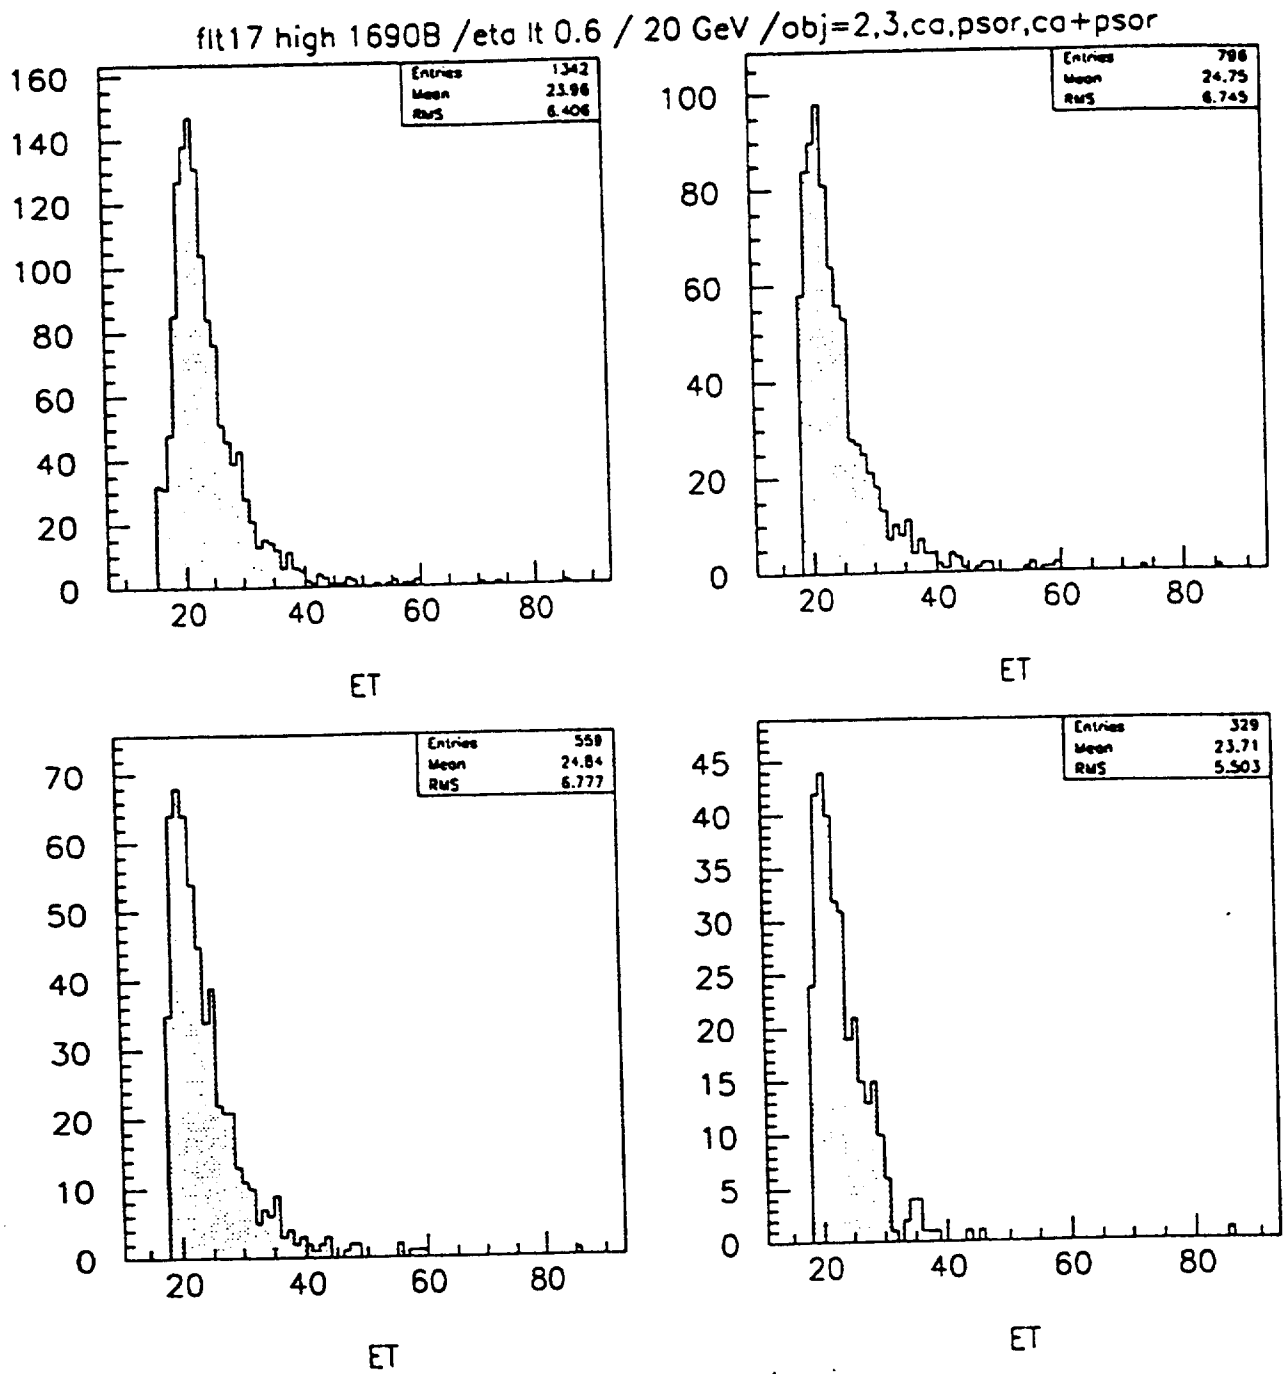 flt17 high 1690B /eta lt 0.6 / 20 GeV /obj=2,3,ca,psor,ca+psor
Entries 1342
Mean 23.96
RMS 6.406
160
140
120
100
80
60
40
20
0
20 40 60 80
ET
Entries 796
Mean 24.75
RMS 6.745
100
80
60
40
20
0
20 40 60 80
ET
Entries 559
Mean 24.84
RMS 6.777
70
60
50
40
30
20
10
0
20 40 60 80
ET
Entries 329
Mean 23.71
RMS 5.503
45
40
35
30
25
20
15
10
5
0
20 40 60 80
ET